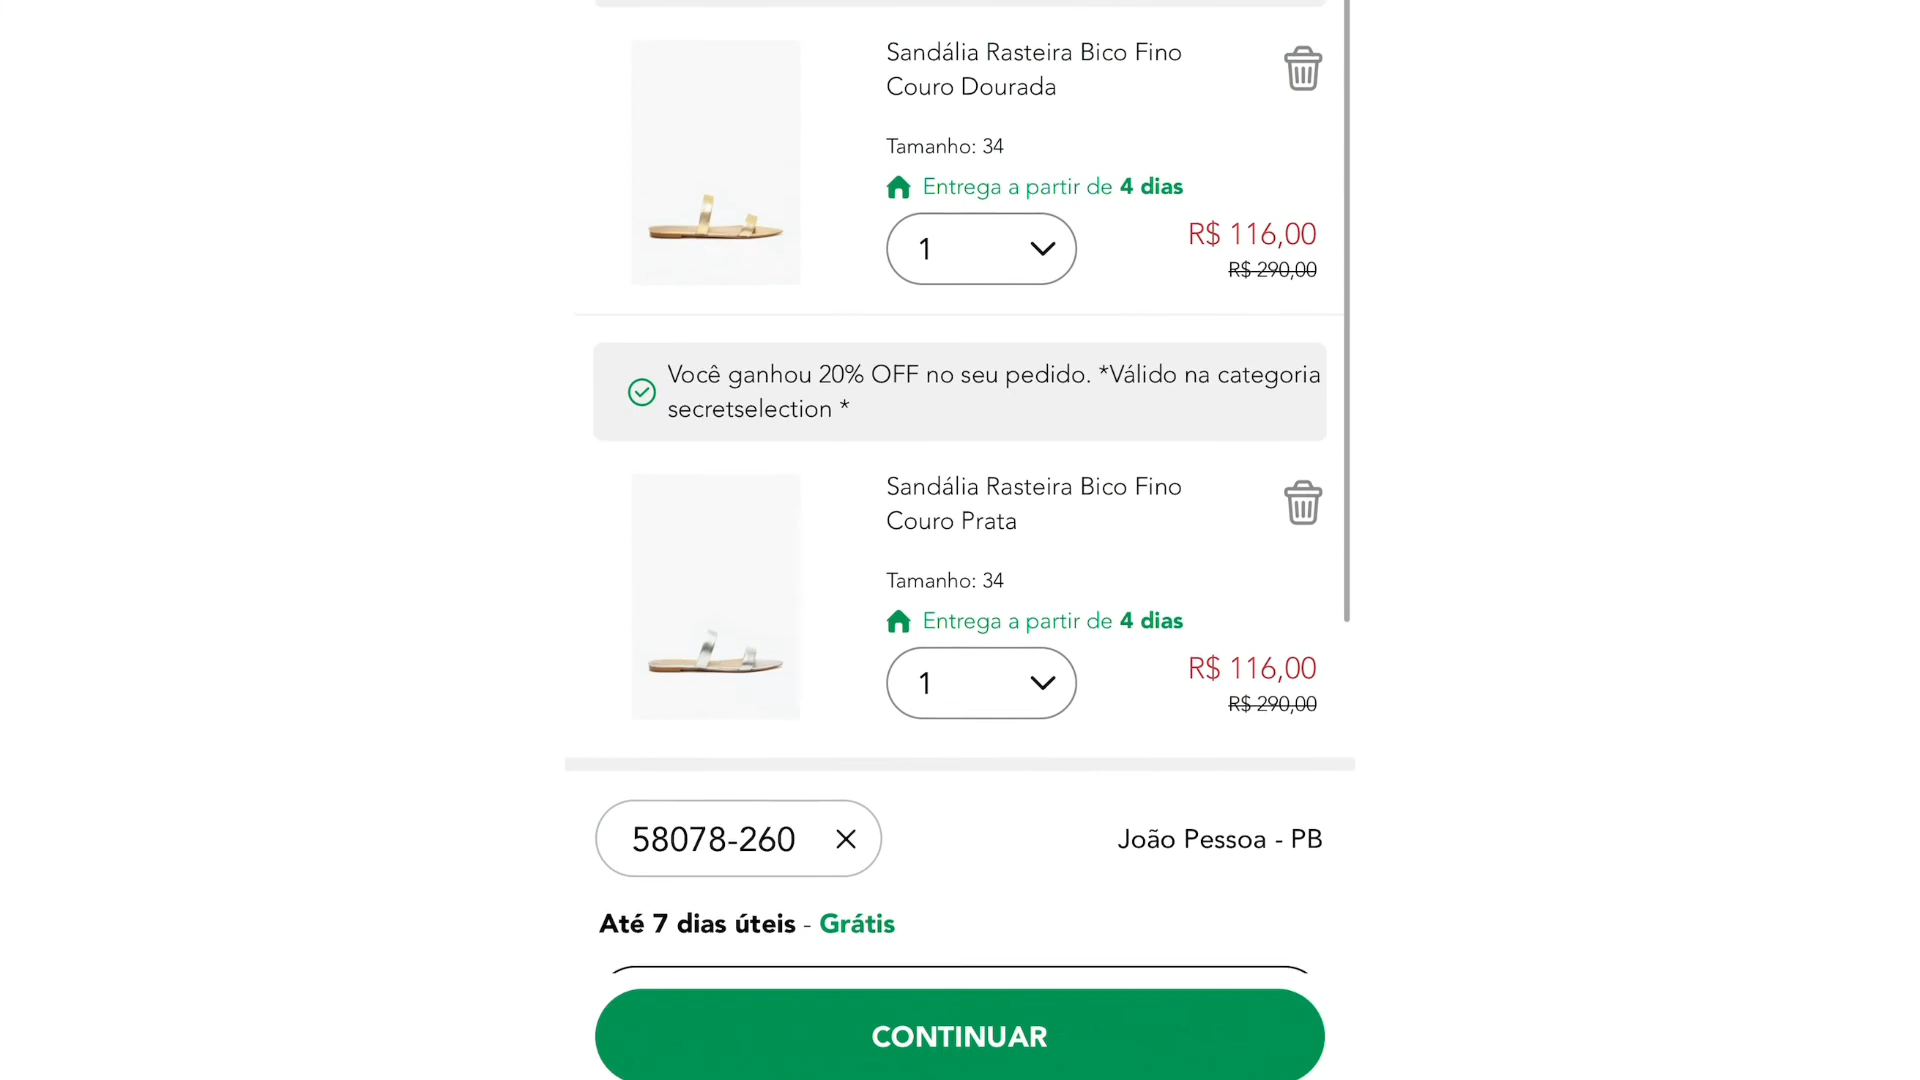 Sandália Rasteira Bico Fino
Couro Dourada
Tamanho: 34
Entrega a partir de 4 dias
1
R$ 116,00
R$ 290,00
Você ganhou 20% OFF no seu pedido. *Válido na categoria
secretselection *
Sandália Rasteira Bico Fino
Couro Prata
Tamanho: 34
Entrega a partir de 4 dias
1
R$ 116,00
R$ 290,00
58078-260
João Pessoa - PB
Até 7 dias úteis - Grátis
CONTINUAR